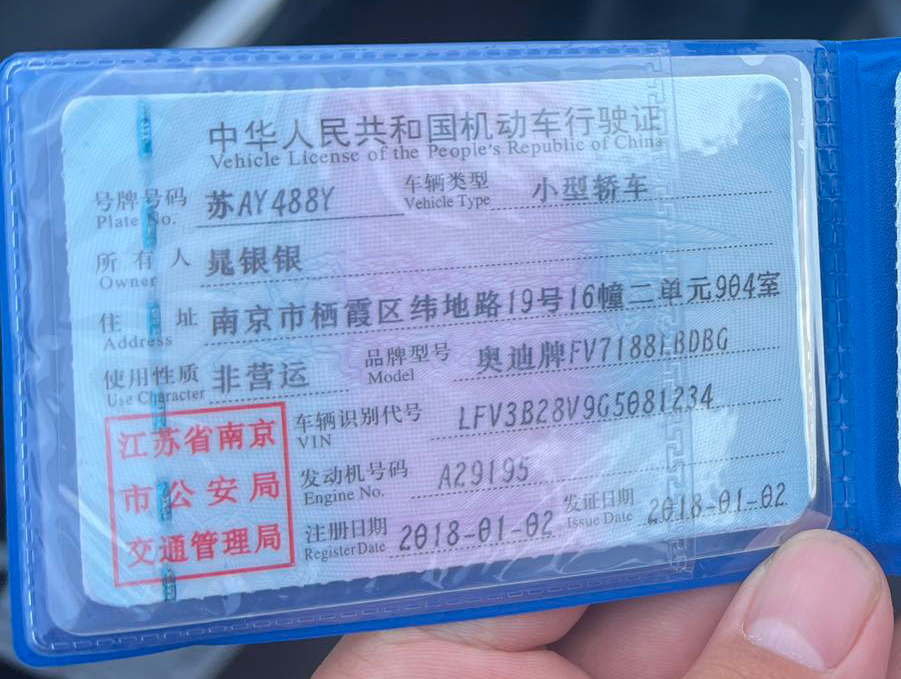 中华人民共和国机动车行驶证
Vehicle License of the People's Republic of China
号牌号码 苏AY488Y 车辆类型 小型轿车
Plate No. Vehicle Type
所有人 晁银银
Owner
住址 南京市栖霞区纬地路19号16幢二单元904室
Address
使用性质 非营运 品牌型号 奥迪牌FV7188LBDBG
Use Character Model
江苏省南京
市公安局
交通管理局
车辆识别代号 LFV3B28V9G5081234
VIN
发动机号码 A29195
Engine No.
注册日期 2018-01-02 发证日期 2018-01-02
Register Date Issue Date